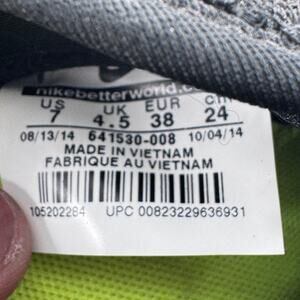 nikebetterworld.com
US UK EUR cm
7 4.5 38 24
08/13/14 641530-008 10/04/14
MADE IN VIETNAM
FABRIQUE AU VIETNAM
105202284 UPC 00823229636931